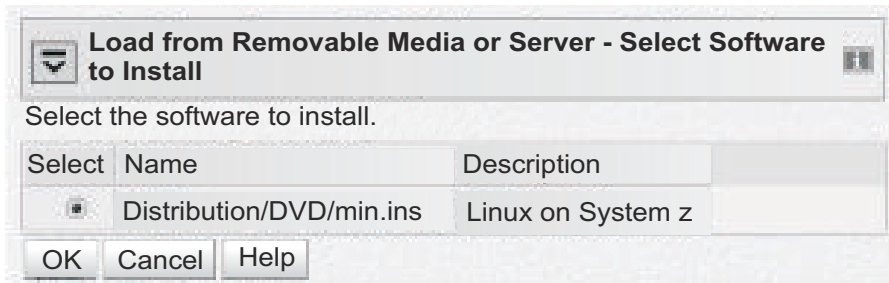 Load from Removable Media or Server - Select Software
to Install
Select the software to install.
Select Name Description
Distribution/DVD/min.ins Linux on System z
OK Cancel Help